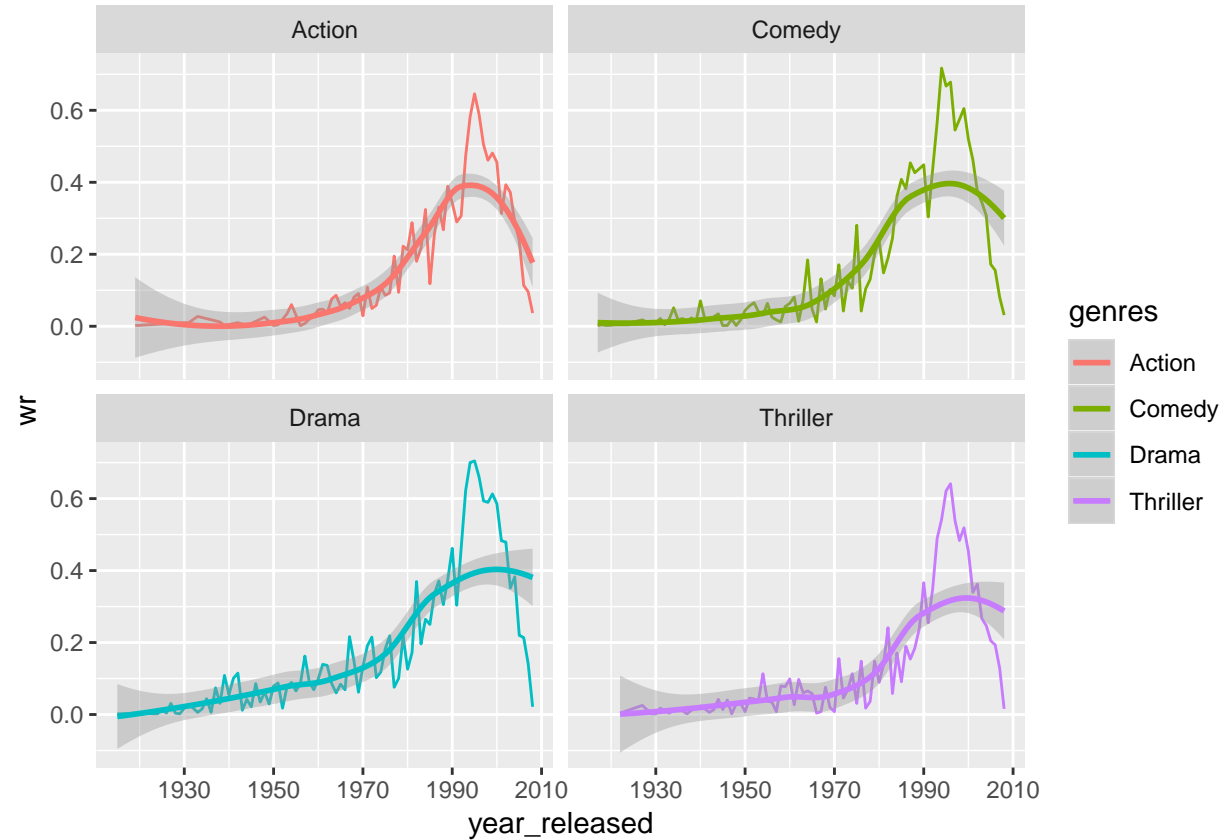 Action
Comedy
0.0
0.2
0.4
0.6
Drama
Thriller
0.0
0.2
0.4
0.6
wr
1930 1950 1970 1990 2010
1930 1950 1970 1990 2010
year_released
genres
Action
Comedy
Drama
Thriller